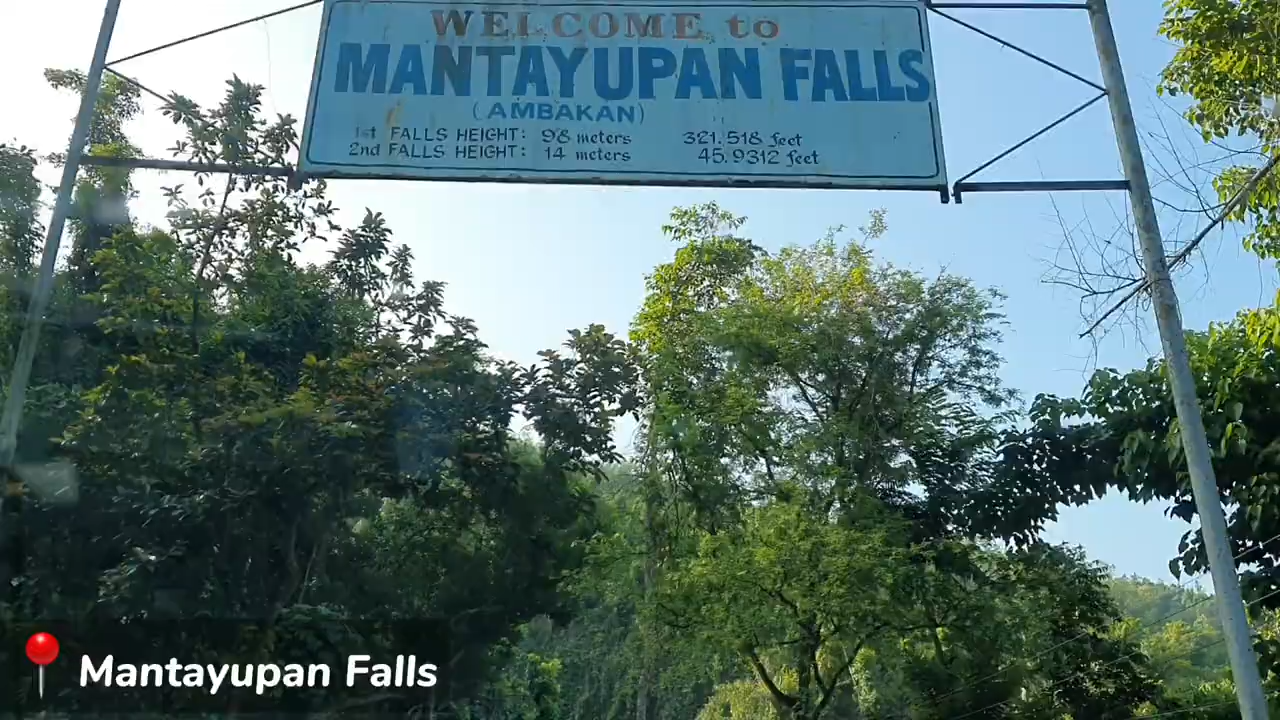 WELCOME to
MANTAYUPAN FALLS
(AMBAKAN)
1st FALLS HEIGHT: 98 meters 321.518 feet
2nd FALLS HEIGHT: 14 meters 45.9312 feet
Mantayupan Falls